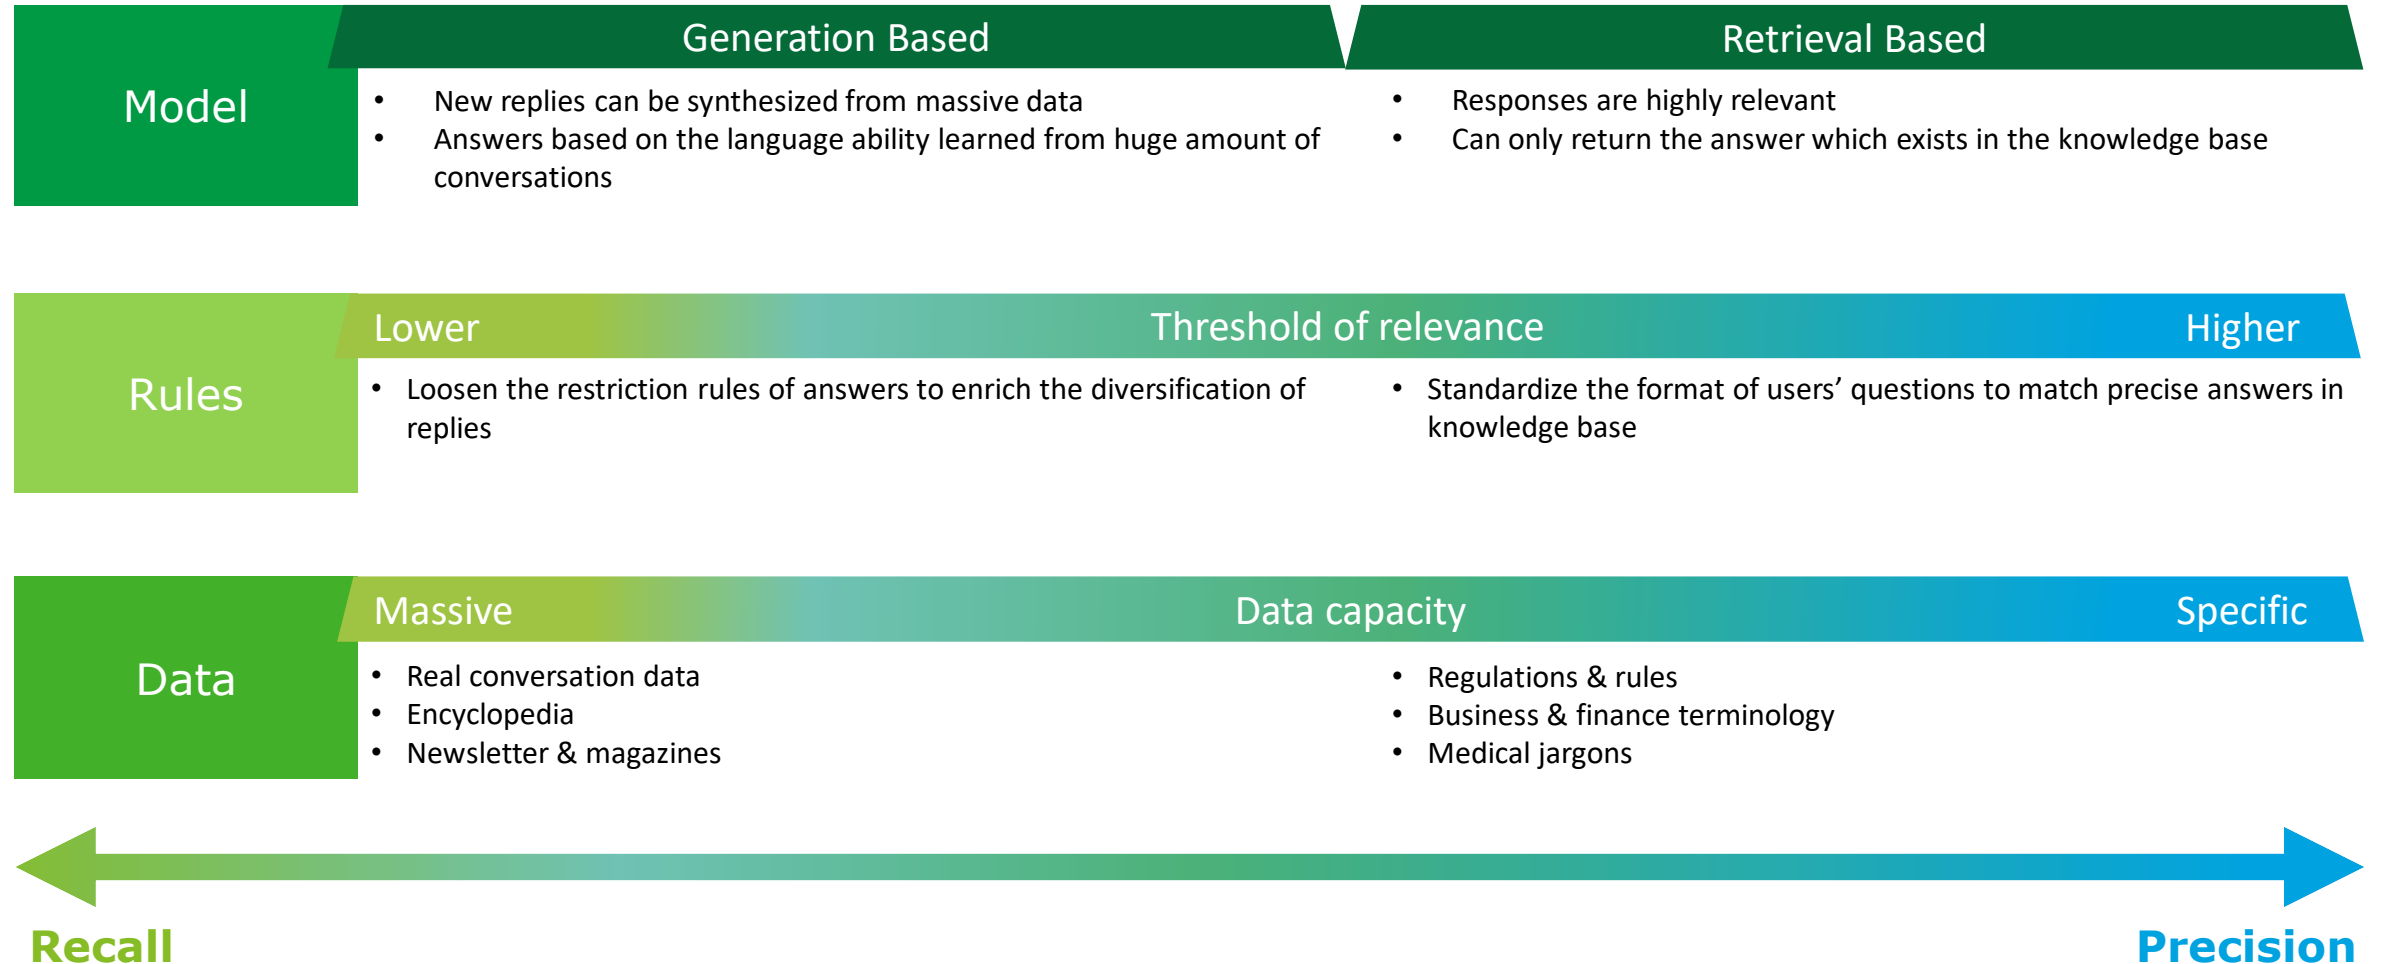 Model
Generation Based
• New replies can be synthesized from massive data
• Answers based on the language ability learned from huge amount of
conversations
Retrieval Based
• Responses are highly relevant
• Can only return the answer which exists in the knowledge base
Rules
Lower Threshold of relevance Higher
• Loosen the restriction rules of answers to enrich the diversification of
replies
• Standardize the format of users’ questions to match precise answers in
knowledge base
Data
Massive Data capacity Specific
• Real conversation data
• Encyclopedia
• Newsletter & magazines
• Regulations & rules
• Business & finance terminology
• Medical jargons
Recall Precision